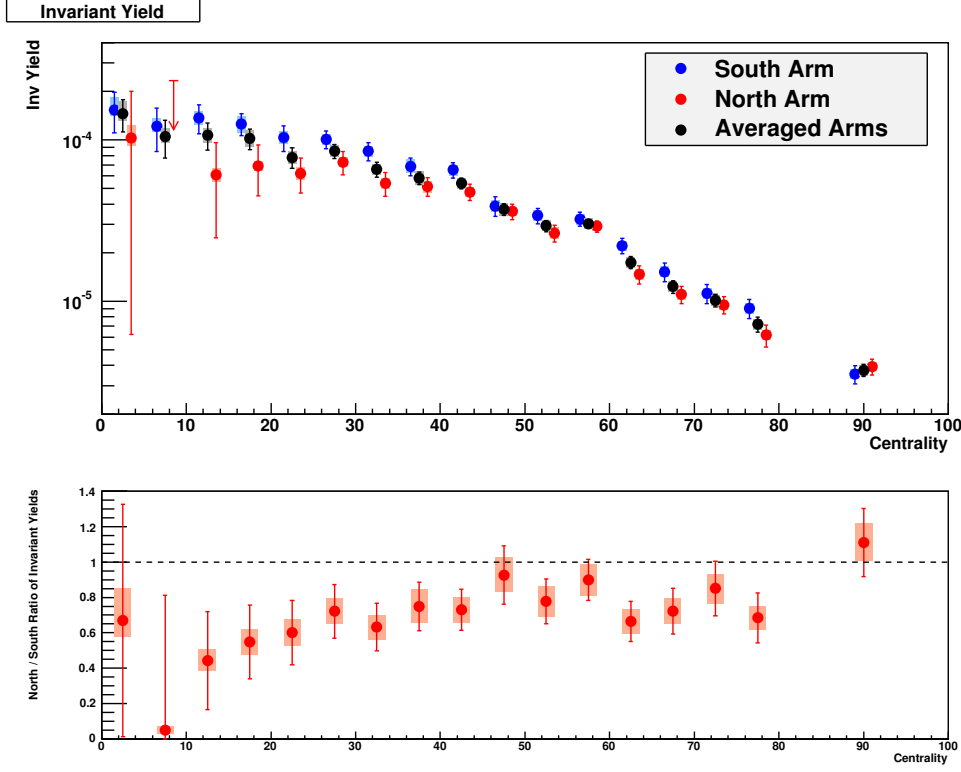 Invariant Yield
Inv Yield
South Arm
North Arm
Averaged Arms
10⁻⁴
10⁻⁵
0 10 20 30 40 50 60 70 80 90 100
Centrality
North / South Ratio of Invariant Yields
1.4
1.2
1
0.8
0.6
0.4
0.2
0
0 10 20 30 40 50 60 70 80 90 100
Centrality